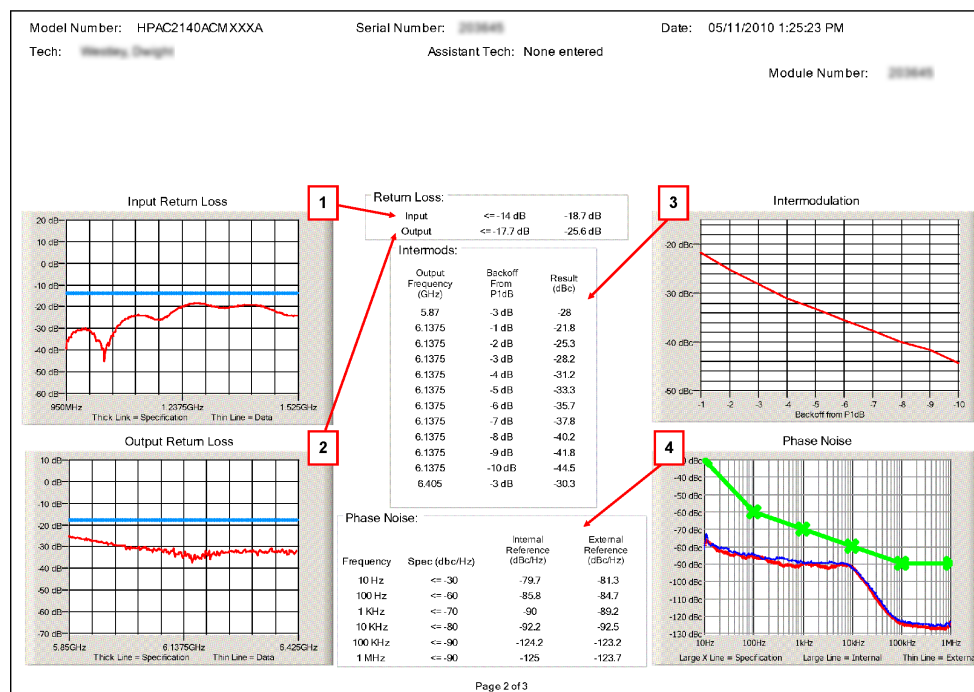 Model Number: HPAC2140ACMXXXA Serial Number: Date: 05/11/2010 1:25:23 PM
Tech: Assistant Tech: None entered
Module Number:
Input Return Loss
20 dB
10 dB
0 dB
-10 dB
-20 dB
-30 dB
-40 dB
-50 dB
-60 dB
950MHz 1.2375GHz 1.525GHz
Thick Link = Specification Thin Line = Data
1
Return Loss:
Input <= -14 dB -18.7 dB
Output <= -17.7 dB -25.6 dB
3
Intermodulation
-20 dBc
-30 dBc
-40 dBc
-50 dBc
-1 -2 -3 -4 -5 -6 -7 -8 -9 -10
Backoff from P1dB
Intermods:
Output Frequency (GHz) Backoff From P1dB Result (dBc)
5.87 -3 dB -28
6.1375 -1 dB -21.8
6.1375 -2 dB -25.3
6.1375 -3 dB -28.2
6.1375 -4 dB -31.2
6.1375 -5 dB -33.3
6.1375 -6 dB -35.7
6.1375 -7 dB -37.8
6.1375 -8 dB -40.2
6.1375 -9 dB -41.8
6.1375 -10 dB -44.5
6.405 -3 dB -30.3
2
Output Return Loss
10 dB
0 dB
-10 dB
-20 dB
-30 dB
-40 dB
-50 dB
-60 dB
-70 dB
5.85GHz 6.1375GHz 6.425GHz
Thick Line = Specification Thin Line = Data
Phase Noise:
Frequency Spec (dbc/Hz) Internal Reference (dBc/Hz) External Reference (dBc/Hz)
10 Hz <= -30 -79.7 -81.3
100 Hz <= -60 -85.8 -84.7
1 KHz <= -70 -90 -89.2
10 KHz <= -80 -92.2 -92.5
100 KHz <= -90 -124.2 -123.2
1 MHz <= -90 -125 -123.7
4
Phase Noise
-30 dBc
-40 dBc
-50 dBc
-60 dBc
-70 dBc
-80 dBc
-90 dBc
-100 dBc
-110 dBc
-120 dBc
-130 dBc
10Hz 100Hz 1kHz 10kHz 100kHz 1MHz
Large X Line = Specification Large Line = Internal Thin Line = Externa
Page 2 of 3